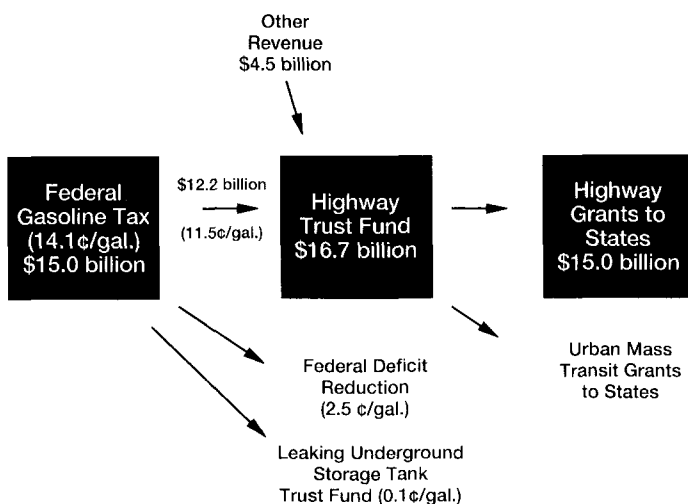 Other
Revenue
$4.5 billion
Federal
Gasoline Tax
(14.1¢/gal.)
$15.0 billion
$12.2 billion
(11.5¢/gal.)
Highway
Trust Fund
$16.7 billion
Highway
Grants to
States
$15.0 billion
Federal Deficit
Reduction
(2.5 ¢/gal.)
Urban Mass
Transit Grants
to States
Leaking Underground
Storage Tank
Trust Fund (0.1¢/gal.)